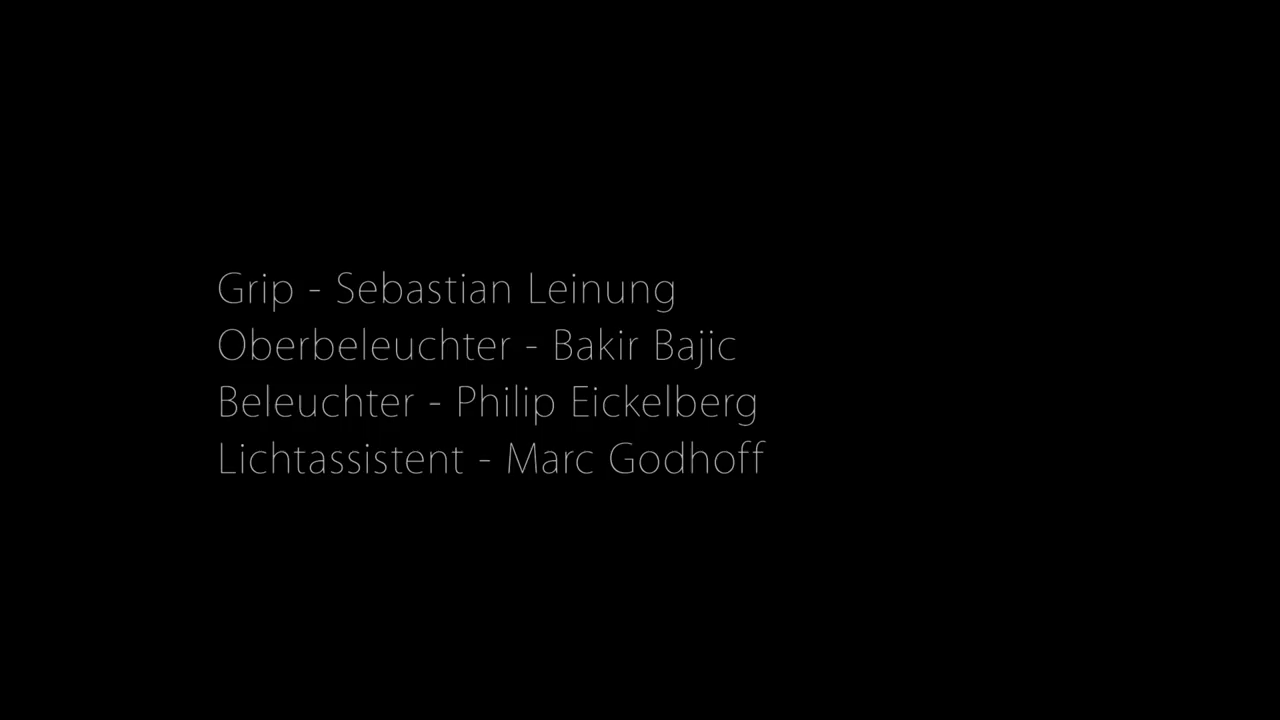 Grip - Sebastian Leinung
Oberbeleuchter - Bakir Bajic
Beleuchter - Philip Eickelberg
Lichtassistent - Marc Godhoff